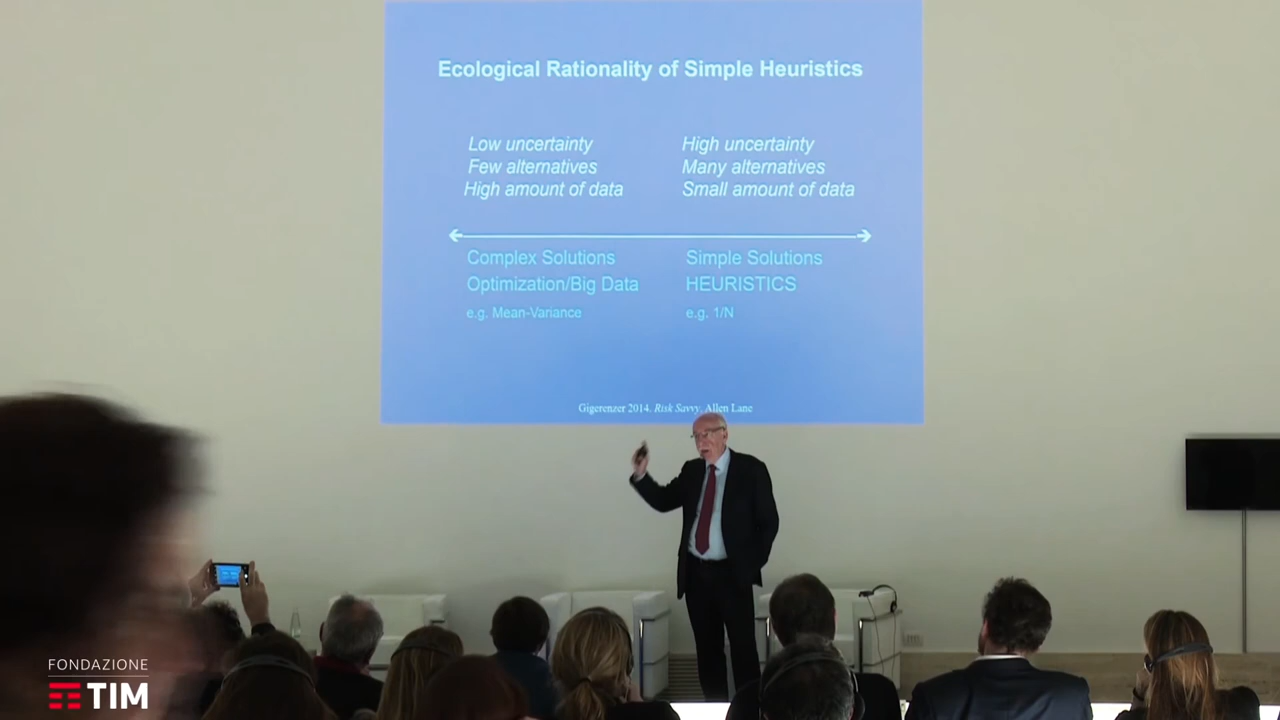 Ecological Rationality of Simple Heuristics
Low uncertainty
Few alternatives
High amount of data
High uncertainty
Many alternatives
Small amount of data
Complex Solutions
Optimization/Big Data
e.g. Mean-Variance
Simple Solutions
HEURISTICS
e.g. 1/N
Gigerenzer 2014. Risk Savvy. Allen Lane
FONDAZIONE
TIM